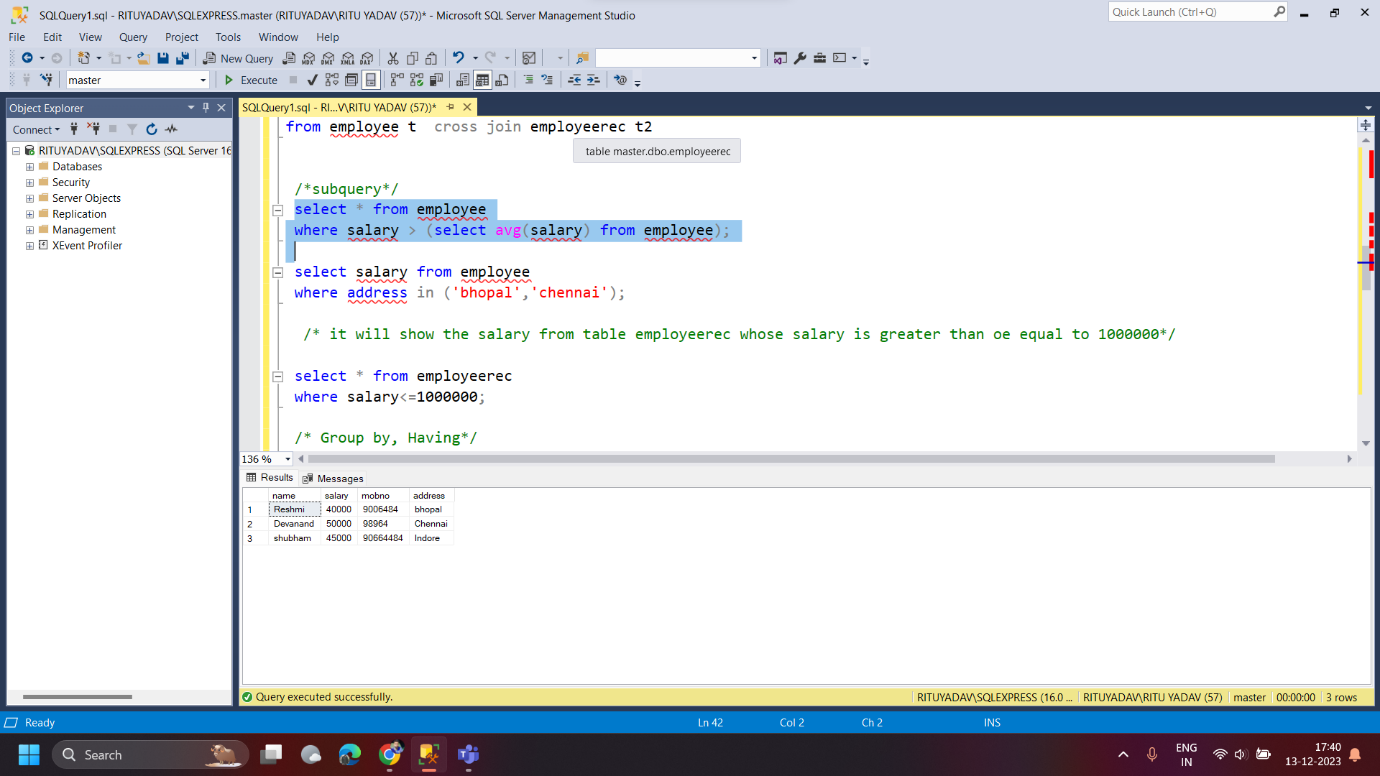 SQLQuery1.sql - RITUYADAV\SQLEXPRESS.master (RITUYADAV\RITU YADAV (57))* - Microsoft SQL Server Management Studio
Quick Launch (Ctrl+Q)
File Edit View Query Project Tools Window Help
New Query
master
Execute
Object Explorer
SQLQuery1.sql - RI...V\RITU YADAV (57))*
Connect
RITUYADAV\SQLEXPRESS (SQL Server 16
Databases
Security
Server Objects
Replication
Management
XEvent Profiler
from employee t cross join employeerec t2
table master.dbo.employeerec
/*subquery*/
select * from employee
where salary > (select avg(salary) from employee);
select salary from employee
where address in ('bhopal','chennai');
/* it will show the salary from table employeerec whose salary is greater than oe equal to 1000000*/
select * from employeerec
where salary<=1000000;
/* Group by, Having*/
136 %
Results Messages
name salary mobno address
1 Reshmi 40000 9006484 bhopal
2 Devanand 50000 98964 Chennai
3 shubham 45000 90664484 Indore
Query executed successfully.
RITUYADAV\SQLEXPRESS (16.0 ... RITUYADAV\RITU YADAV (57) master 00:00:00 3 rows
Ready Ln 42 Col 2 Ch 2 INS
Search
ENG
IN
17:40
13-12-2023